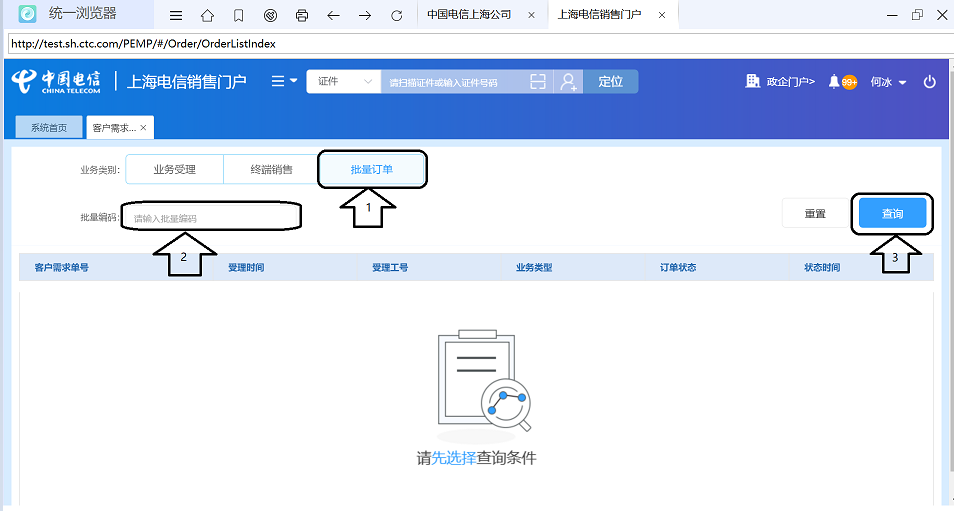 统一浏览器
中国电信上海公司 ×
上海电信销售门户 ×
http://test.sh.ctc.com/PEMP/#/Order/OrderListIndex
中国电信
CHINA TELECOM
上海电信销售门户
证件
请扫描证件或输入证件号码
定位
政企门户>
99+
何冰
系统首页
客户需求... ×
业务类别:
业务受理
终端销售
批量订单
1
批量编码:
请输入批量编码
重置
查询
2
3
客户需求单号
受理时间
受理工号
业务类型
订单状态
状态时间
请先选择查询条件